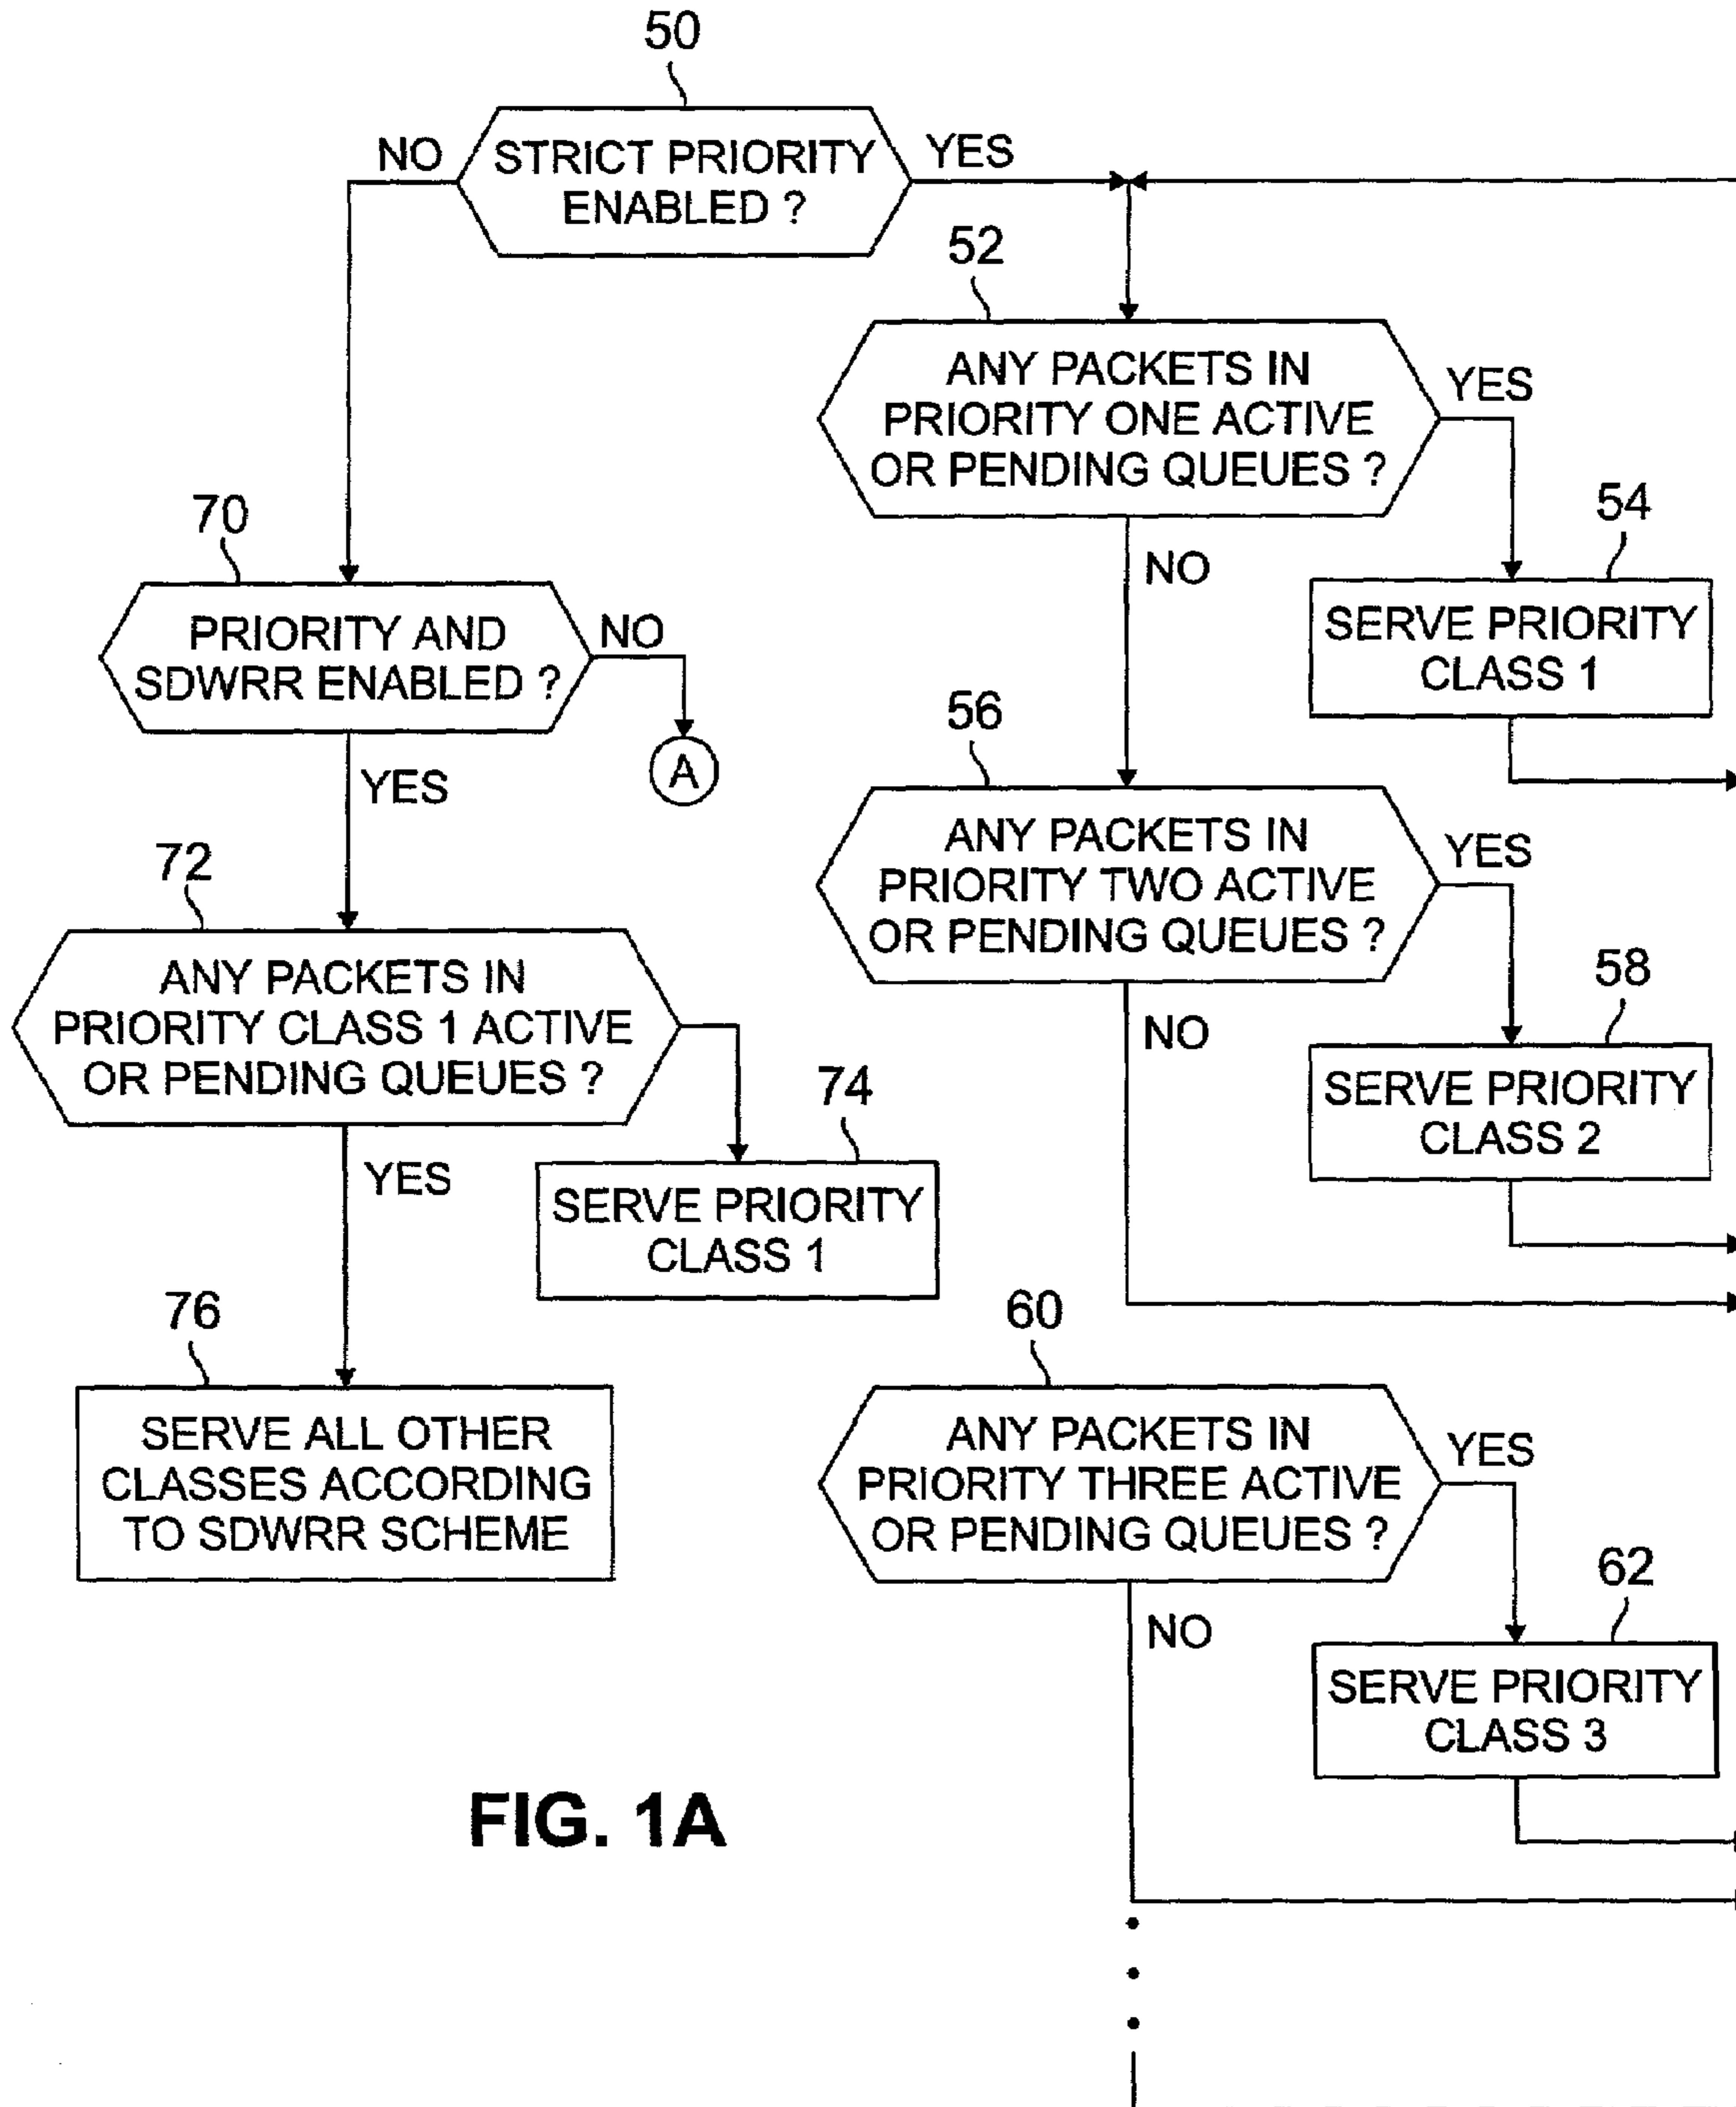 50
NO
STRICT PRIORITY
ENABLED ?
YES
52
ANY PACKETS IN
PRIORITY ONE ACTIVE
OR PENDING QUEUES ?
YES
NO
54
SERVE PRIORITY
CLASS 1
70
PRIORITY AND
SDWRR ENABLED ?
NO
A
YES
56
ANY PACKETS IN
PRIORITY TWO ACTIVE
OR PENDING QUEUES ?
YES
NO
58
SERVE PRIORITY
CLASS 2
72
ANY PACKETS IN
PRIORITY CLASS 1 ACTIVE
OR PENDING QUEUES ?
YES
74
SERVE PRIORITY
CLASS 1
76
SERVE ALL OTHER
CLASSES ACCORDING
TO SDWRR SCHEME
60
ANY PACKETS IN
PRIORITY THREE ACTIVE
OR PENDING QUEUES ?
YES
NO
62
SERVE PRIORITY
CLASS 3
FIG. 1A